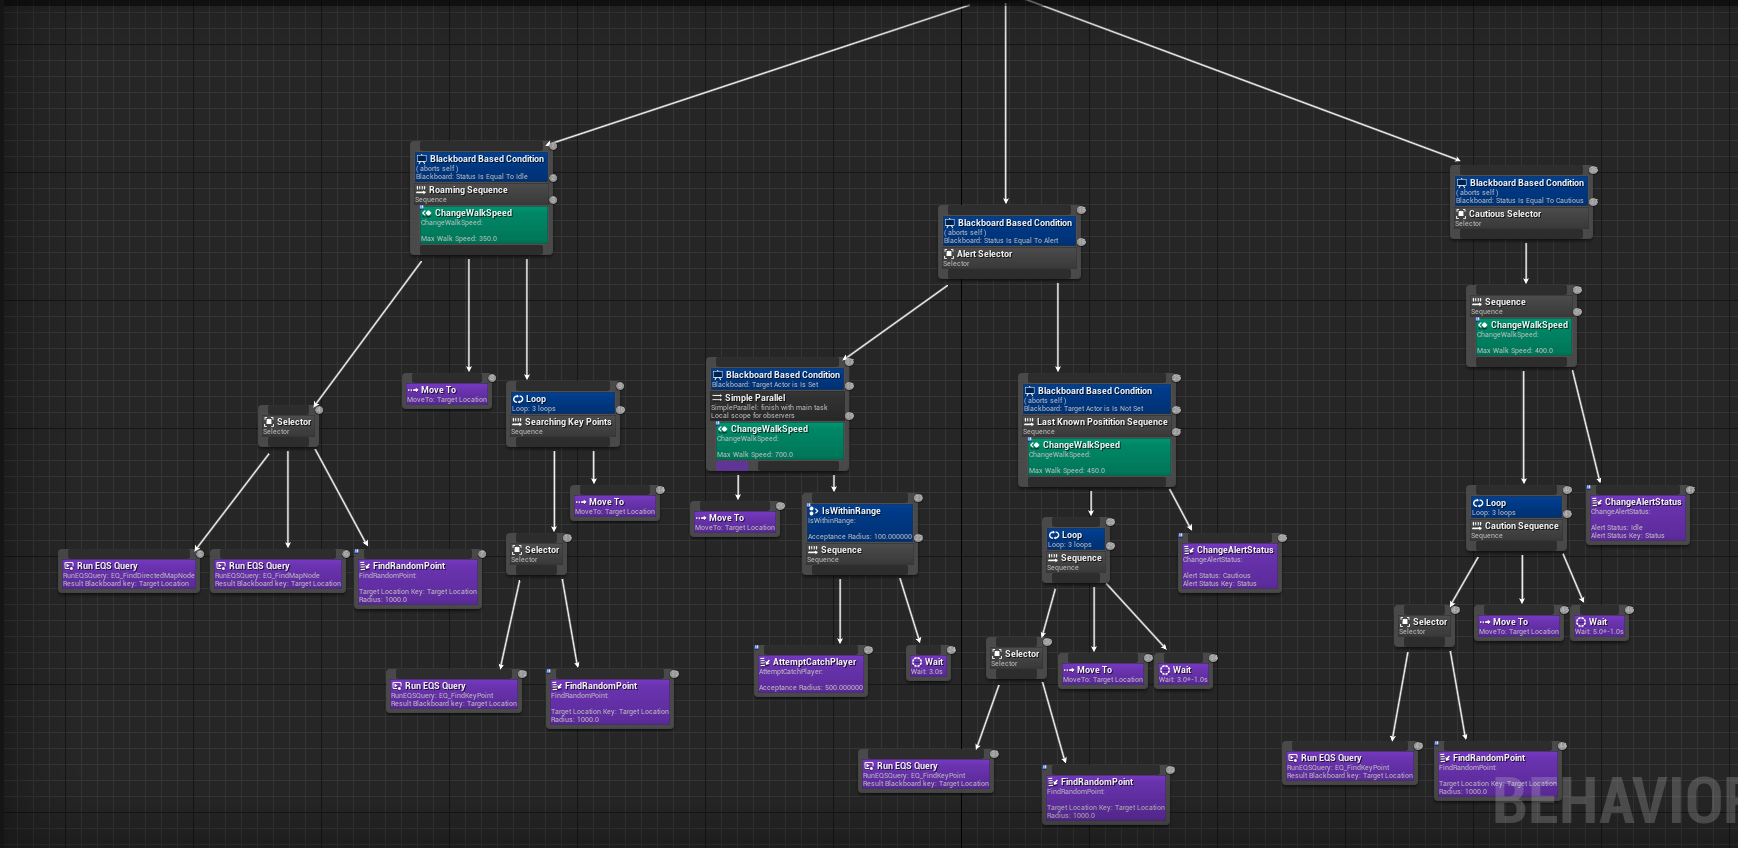 Blackboard Based Condition
( aborts self )
Blackboard: Status is Equal To Idle
Roaming Sequence
Sequence
ChangeWalkSpeed
ChangeWalkSpeed:
Max Walk Speed: 350.0
Selector
Selector
Run EQS Query
RunEQSQuery: EQ_FindDirectedMapNode
Result Blackboard key: Target Location
Run EQS Query
RunEQSQuery: EQ_FindMapNode
Result Blackboard key: Target Location
FindRandomPoint
FindRandomPoint:
Target Location Key: Target Location
Radius: 1000.0
Move To
MoveTo: Target Location
Loop
Loop: 3 loops
Searching Key Points
Sequence
Move To
MoveTo: Target Location
Selector
Selector
Run EQS Query
RunEQSQuery: EQ_FindKeyPoint
Result Blackboard key: Target Location
FindRandomPoint
FindRandomPoint:
Target Location Key: Target Location
Radius: 1000.0
Blackboard Based Condition
( aborts self )
Blackboard: Status is Equal To Alert
Alert Selector
Selector
Blackboard Based Condition
Blackboard: Target Actor is Is Set
Simple Parallel
SimpleParallel: finish with main task
Local scope for observers
ChangeWalkSpeed
ChangeWalkSpeed:
Max Walk Speed: 700.0
Move To
MoveTo: Target Location
IsWithinRange
IsWithinRange:
Acceptance Radius: 100.000000
Sequence
Sequence
AttemptCatchPlayer
AttemptCatchPlayer:
Acceptance Radius: 500.000000
Wait
Wait: 3.0s
Blackboard Based Condition
( aborts self )
Blackboard: Target Actor is Is Not Set
Last Known Positition Sequence
Sequence
ChangeWalkSpeed
ChangeWalkSpeed:
Max Walk Speed: 450.0
Loop
Loop: 3 loops
Sequence
Sequence
ChangeAlertStatus
ChangeAlertStatus:
Alert Status: Cautious
Alert Status Key: Status
Selector
Selector
Move To
MoveTo: Target Location
Wait
Wait: 3.0+-1.0s
Run EQS Query
RunEQSQuery: EQ_FindKeyPoint
Result Blackboard key: Target Location
FindRandomPoint
FindRandomPoint:
Target Location Key: Target Location
Radius: 1000.0
Blackboard Based Condition
( aborts self )
Blackboard: Status is Equal To Cautious
Cautious Selector
Selector
Sequence
Sequence
ChangeWalkSpeed
ChangeWalkSpeed:
Max Walk Speed: 400.0
Loop
Loop: 3 loops
Caution Sequence
Sequence
ChangeAlertStatus
ChangeAlertStatus:
Alert Status: Idle
Alert Status Key: Status
Selector
Selector
Move To
MoveTo: Target Location
Wait
Wait: 5.0+-1.0s
Run EQS Query
RunEQSQuery: EQ_FindKeyPoint
Result Blackboard key: Target Location
FindRandomPoint
FindRandomPoint:
Target Location Key: Target Location
Radius: 1000.0
BEHAVIOR